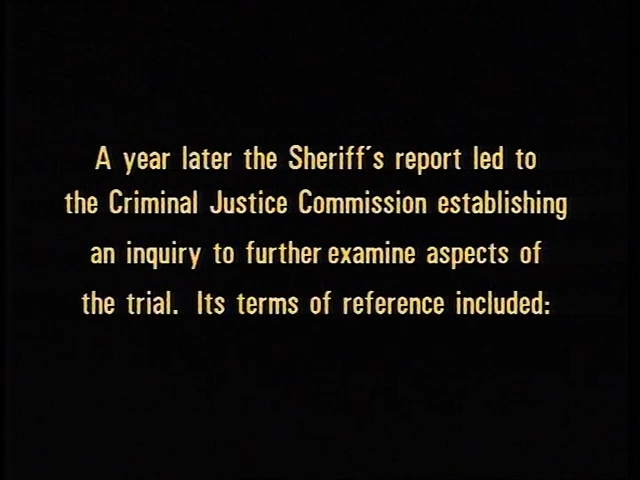 A year later the Sheriff's report led to
the Criminal Justice Commission establishing
an inquiry to further examine aspects of
the trial. Its terms of reference included: